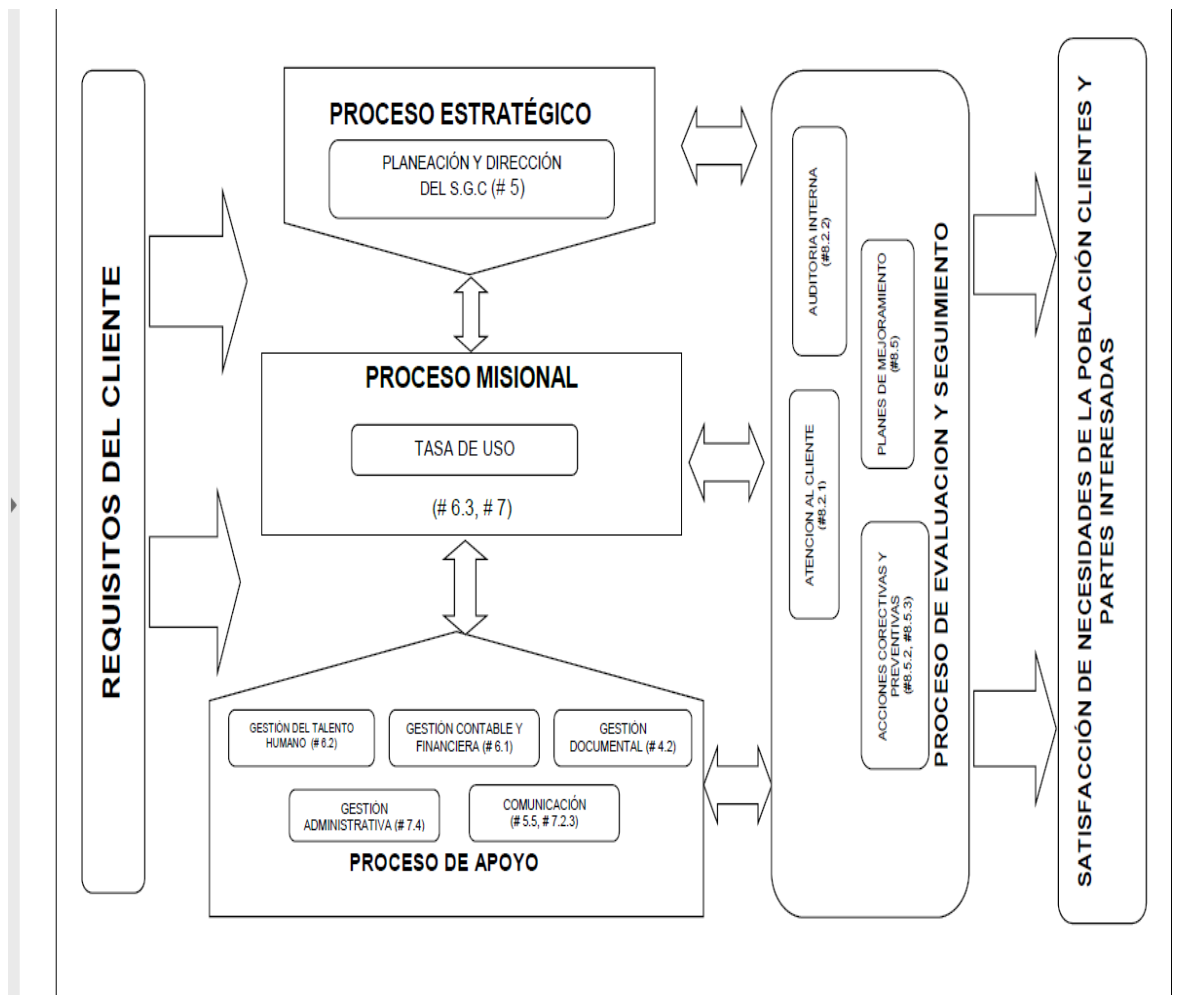 REQUISITOS DEL CLIENTE
PROCESO ESTRATÉGICO
PLANEACIÓN Y DIRECCIÓN
DEL S.G.C (# 5)
PROCESO MISIONAL
TASA DE USO
(# 6.3, # 7)
GESTIÓN DEL TALENTO
HUMANO (# 6.2)
GESTIÓN CONTABLE Y
FINANCIERA (# 6.1)
GESTIÓN
DOCUMENTAL (# 4.2)
GESTIÓN
ADMINISTRATIVA (# 7.4)
COMUNICACIÓN
(# 5.5, # 7.2.3)
PROCESO DE APOYO
AUDITORIA INTERNA
(#8.2.2)
PLANES DE MEJORAMIENTO
(#8.5)
ATENCION AL CLIENTE
(#8.2.1)
ACCIONES CORECTIVAS Y
PREVENTIVAS
(#8.5.2, #8.5.3)
PROCESO DE EVALUACION Y SEGUIMIENTO
SATISFACCIÓN DE NECESIDADES DE LA POBLACIÓN CLIENTES Y
PARTES INTERESADAS